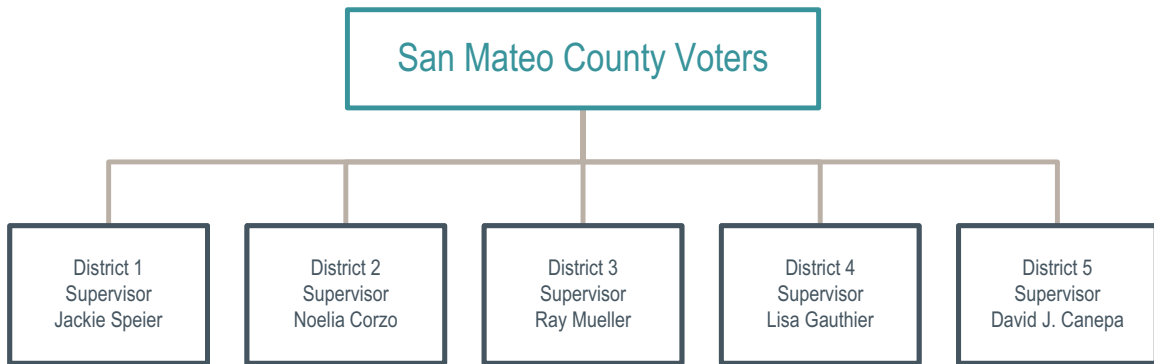 San Mateo County Voters
District 1
Supervisor
Jackie Speier
District 2
Supervisor
Noelia Corzo
District 3
Supervisor
Ray Mueller
District 4
Supervisor
Lisa Gauthier
District 5
Supervisor
David J. Canepa